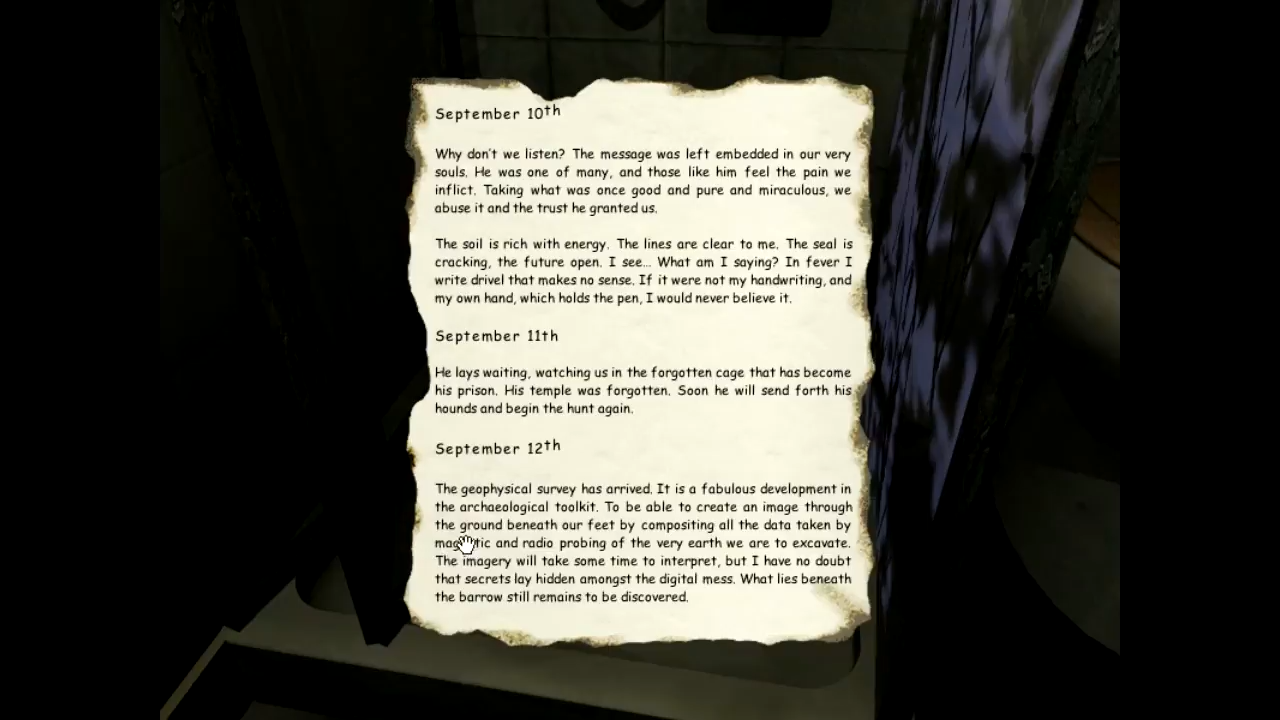 September 10th
Why don't we listen? The message was left embedded in our very
souls. He was one of many, and those like him feel the pain we
inflict. Taking what was once good and pure and miraculous, we
abuse it and the trust he granted us.
The soil is rich with energy. The lines are clear to me. The seal is
cracking, the future open. I see... What am I saying? In fever I
write drivel that makes no sense. If it were not my handwriting, and
my own hand, which holds the pen, I would never believe it.
September 11th
He lays waiting, watching us in the forgotten cage that has become
his prison. His temple was forgotten. Soon he will send forth his
hounds and begin the hunt again.
September 12th
The geophysical survey has arrived. It is a fabulous development in
the archaeological toolkit. To be able to create an image through
the ground beneath our feet by compositing all the data taken by
magnetic and radio probing of the very earth we are to excavate.
The imagery will take some time to interpret, but I have no doubt
that secrets lay hidden amongst the digital mess. What lies beneath
the barrow still remains to be discovered.